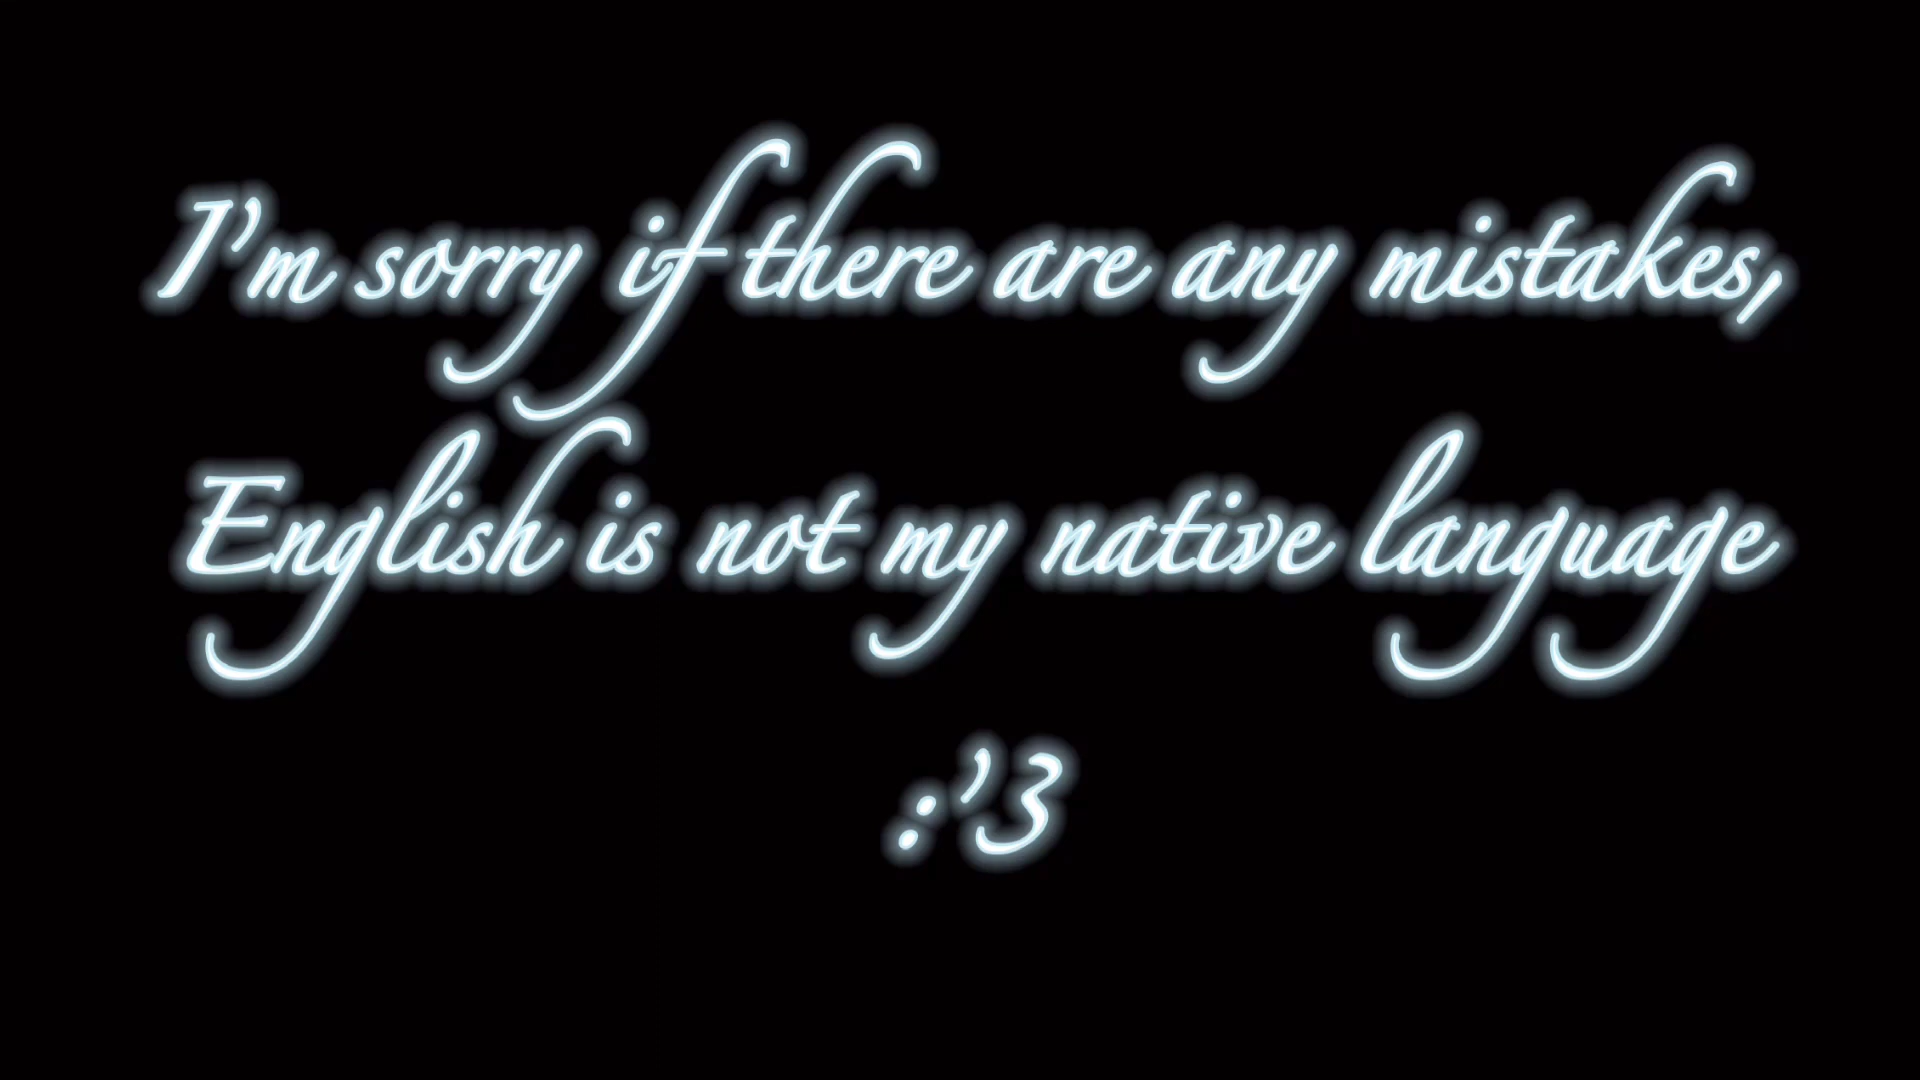 I'm sorry if there are any mistakes,
English is not my native language
:'3